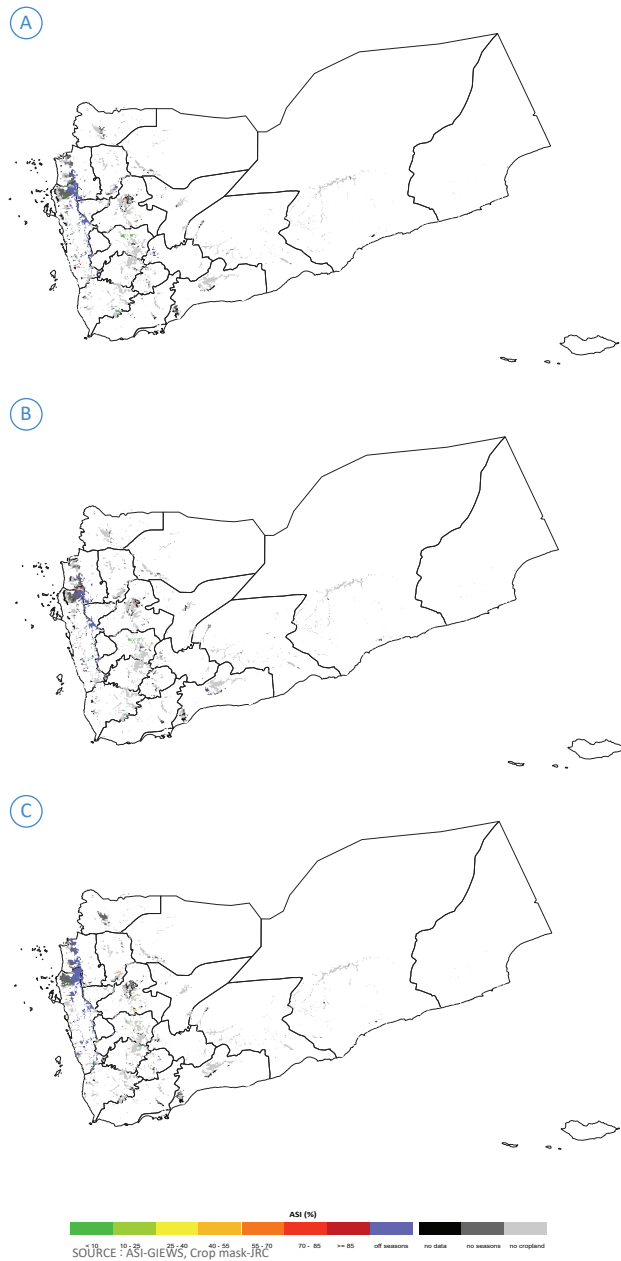 A
B
C
ASI (%)
< 10 10 - 25 25 - 40 40 - 55 55 - 70 70 - 85 >= 85 off seasons no data no seasons no cropland
SOURCE : ASI-GIEWS, Crop mask-JRC